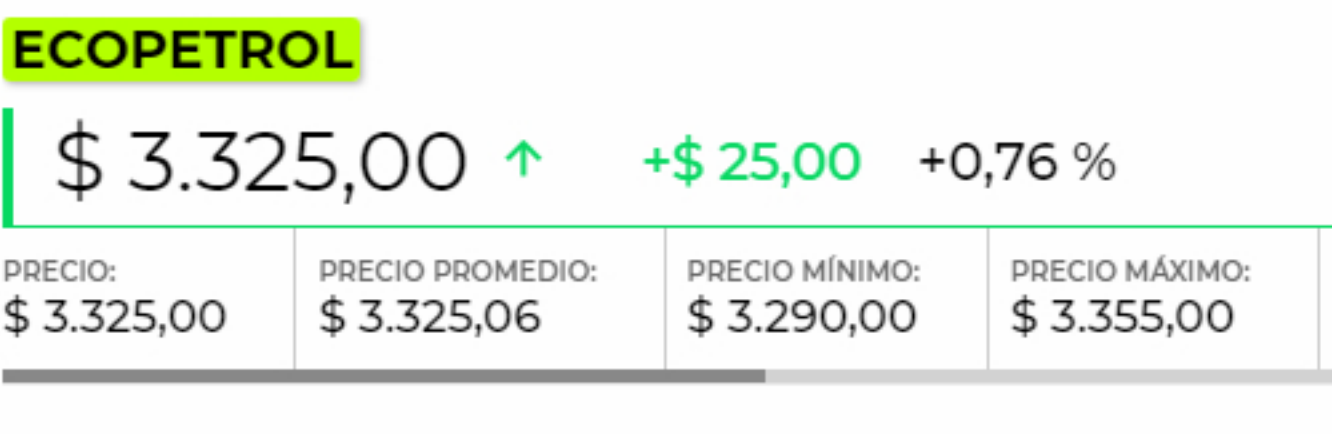 ECOPETROL
$ 3.325,00 ↑ +$ 25,00 +0,76 %
PRECIO: PRECIO PROMEDIO: PRECIO MÍNIMO: PRECIO MÁXIMO:
$ 3.325,00 $ 3.325,06 $ 3.290,00 $ 3.355,00